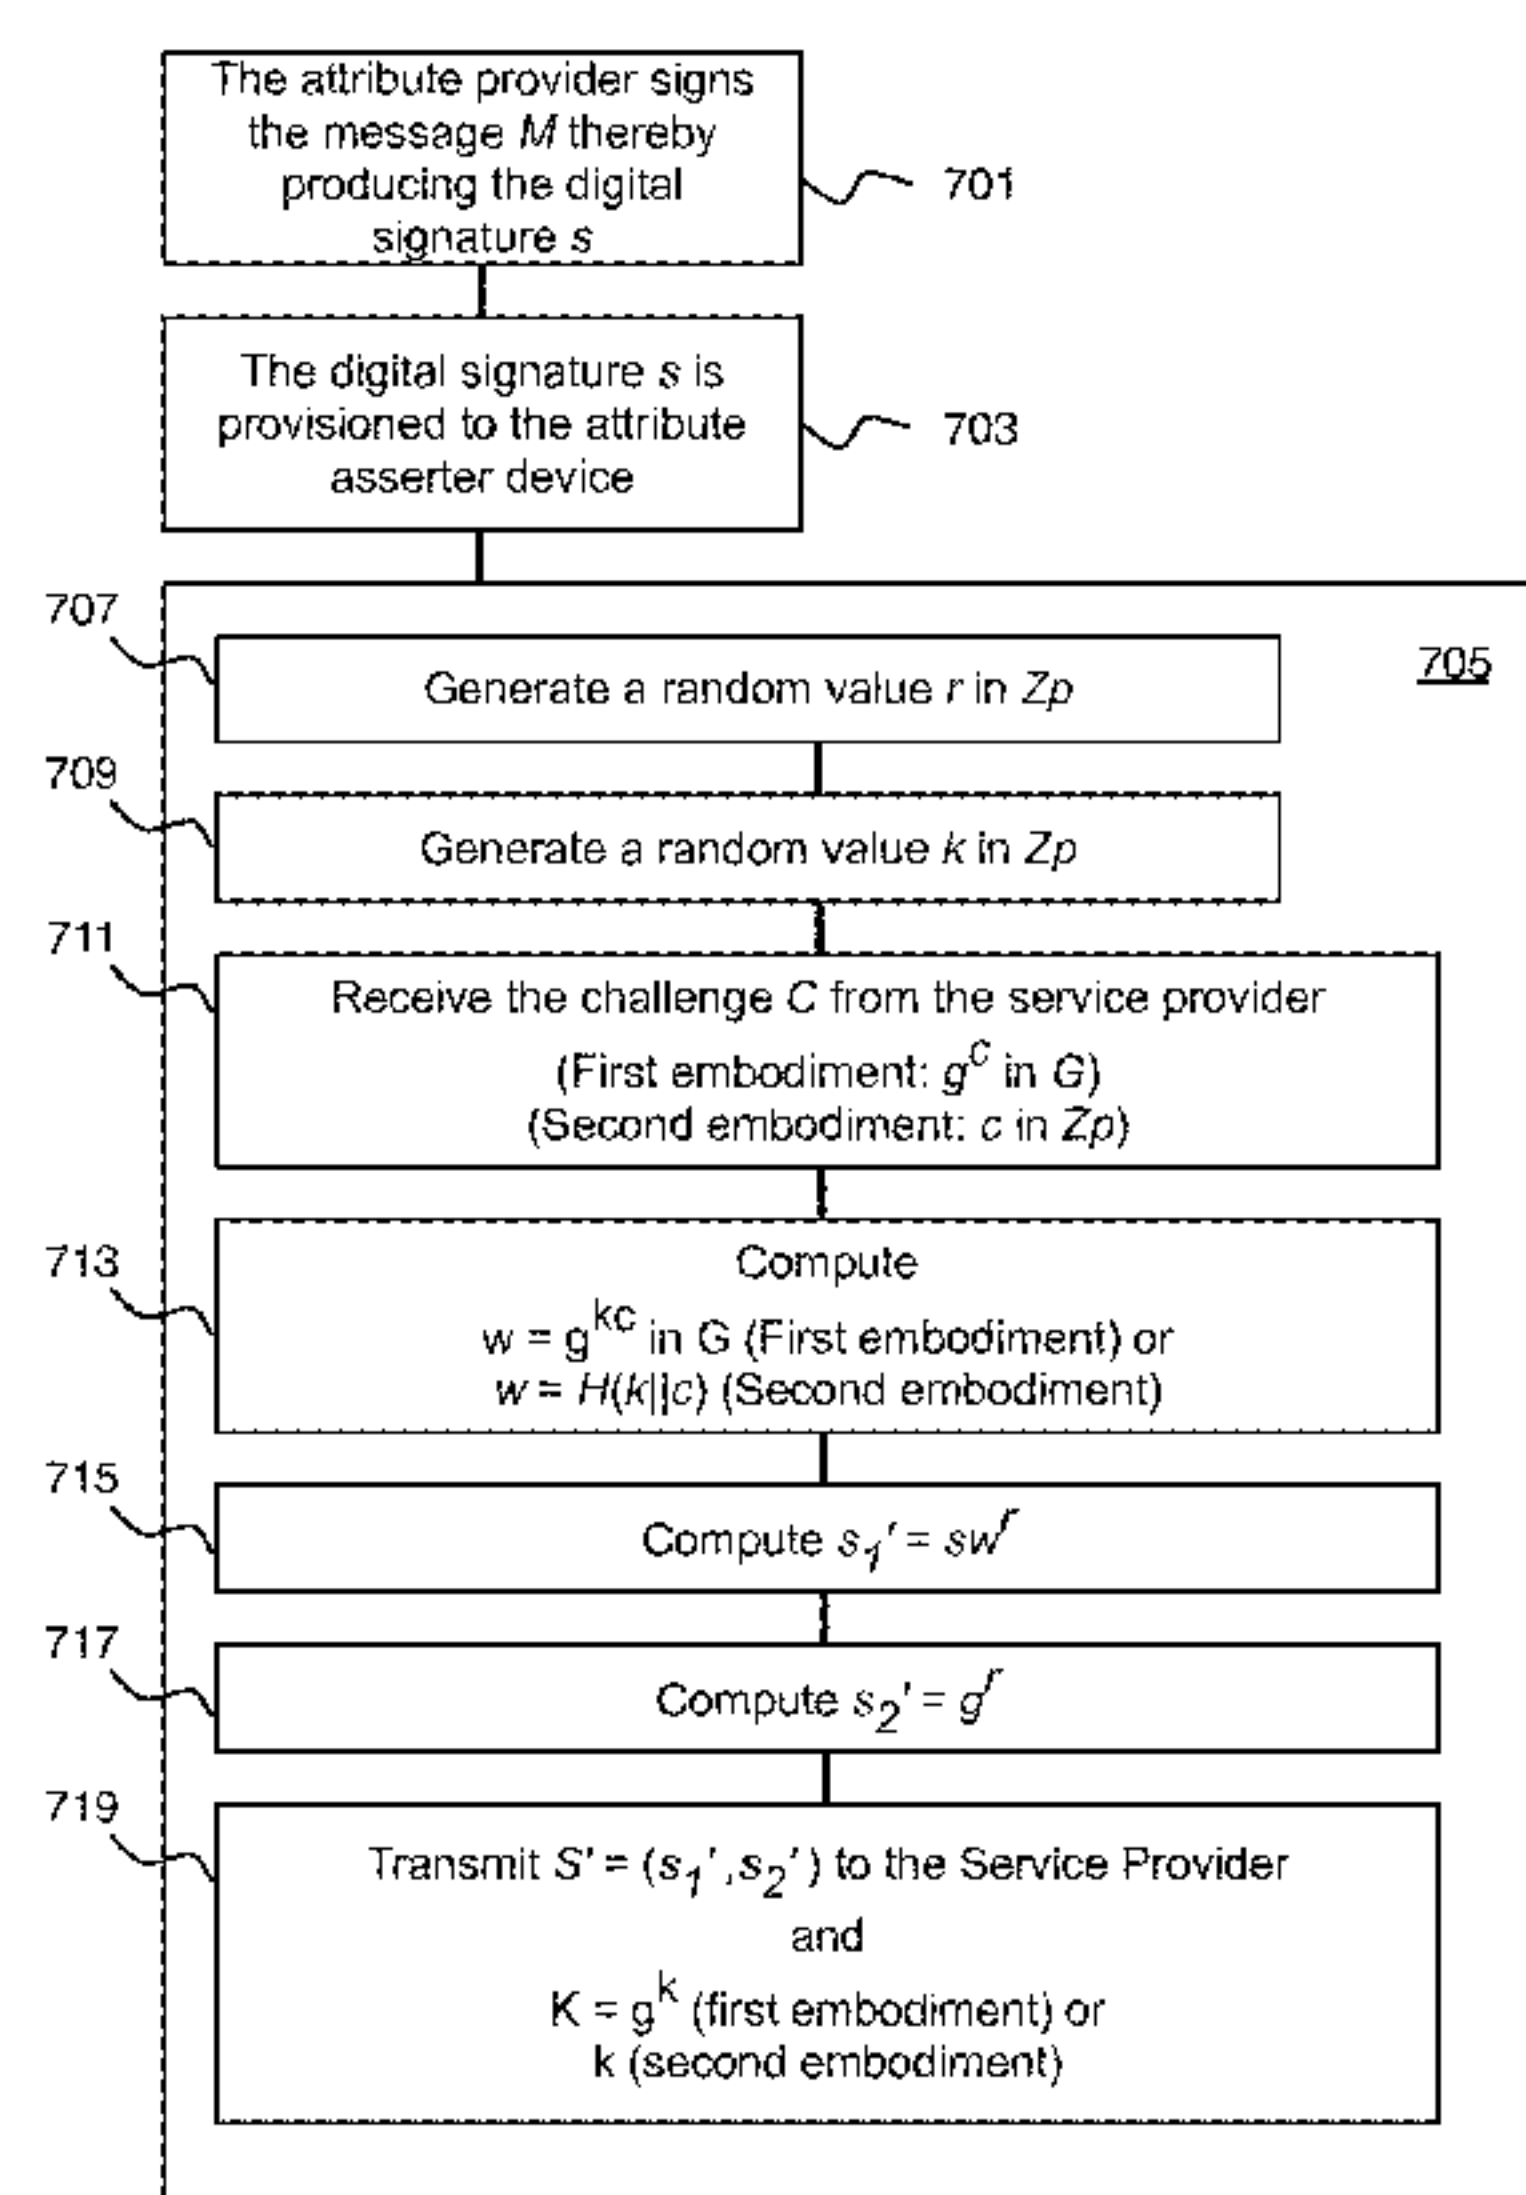 The attribute provider signs
the message M thereby
producing the digital
signature s
701
The digital signature s is
provisioned to the attribute
asserter device
703
705
707
Generate a random value r in Zp
709
Generate a random value k in Zp
711
Receive the challenge C from the service provider
(First embodiment: g^c in G)
(Second embodiment: c in Zp)
713
Compute
w = g^kc in G (First embodiment) or
w = H(k||c) (Second embodiment)
715
Compute s₁' = sw^r
717
Compute s₂' = g^r
719
Transmit S' = (s₁',s₂') to the Service Provider
and
K = g^k (first embodiment) or
k (second embodiment)